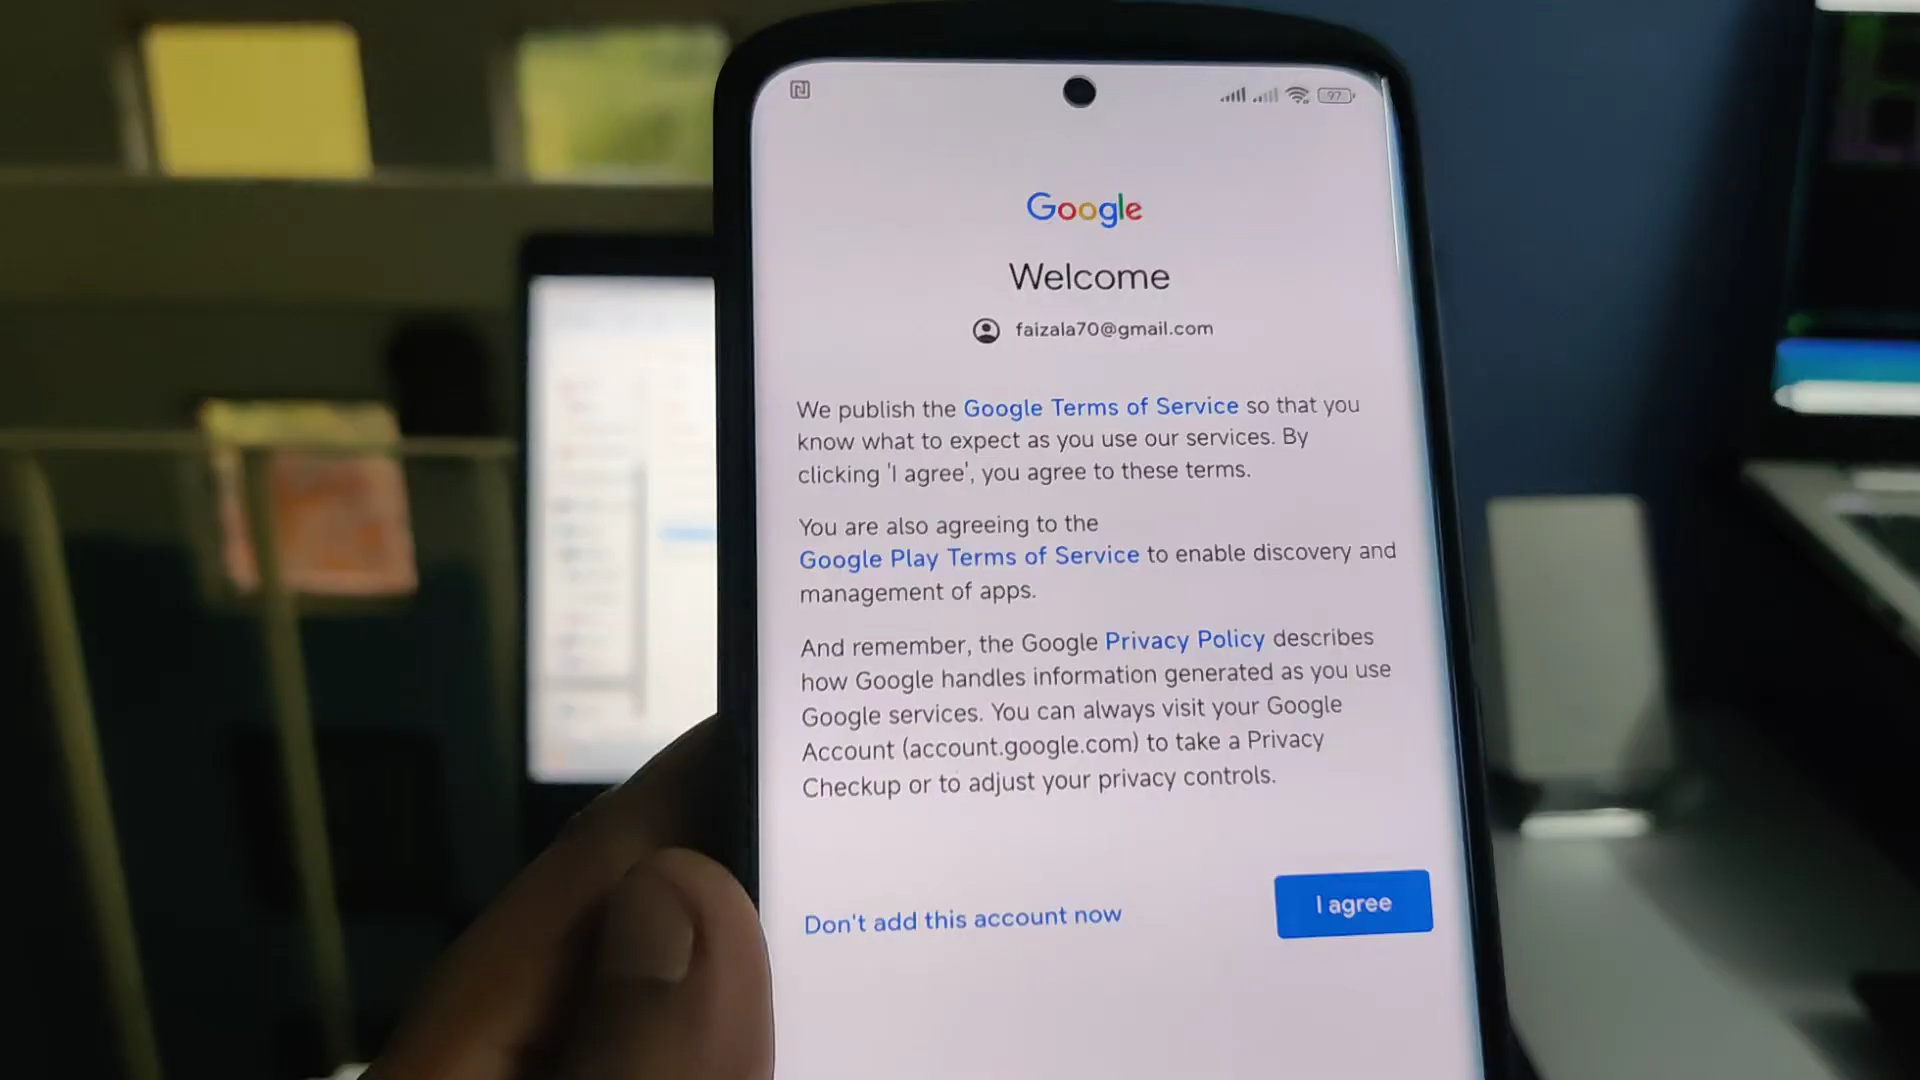 97
Google
Welcome
faizala70@gmail.com
We publish the Google Terms of Service so that you
know what to expect as you use our services. By
clicking 'I agree', you agree to these terms.
You are also agreeing to the
Google Play Terms of Service to enable discovery and
management of apps.
And remember, the Google Privacy Policy describes
how Google handles information generated as you use
Google services. You can always visit your Google
Account (account.google.com) to take a Privacy
Checkup or to adjust your privacy controls.
Don't add this account now
I agree